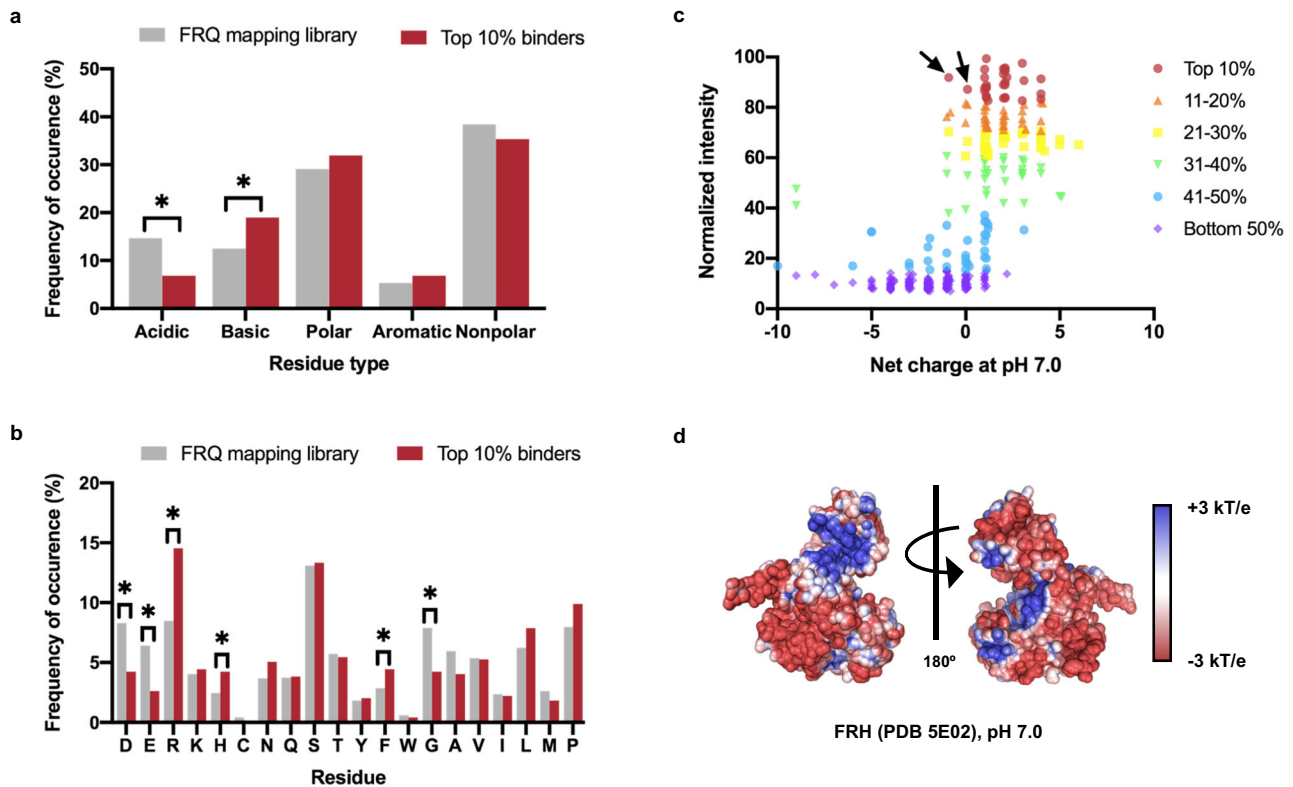 a
FRQ mapping library
Top 10% binders
Frequency of occurence (%)
50
40
30
20
10
0
*
*
Acidic
Basic
Polar
Aromatic
Nonpolar
Residue type
b
FRQ mapping library
Top 10% binders
Frequency of occurence (%)
20
15
10
5
0
*
*
*
*
*
*
D E R K H C N Q S T Y F W G A V I L M P
Residue
c
Normalized intensity
100
80
60
40
20
0
-10
-5
0
5
10
Net charge at pH 7.0
Top 10%
11-20%
21-30%
31-40%
41-50%
Bottom 50%
d
180º
+3 kT/e
-3 kT/e
FRH (PDB 5E02), pH 7.0